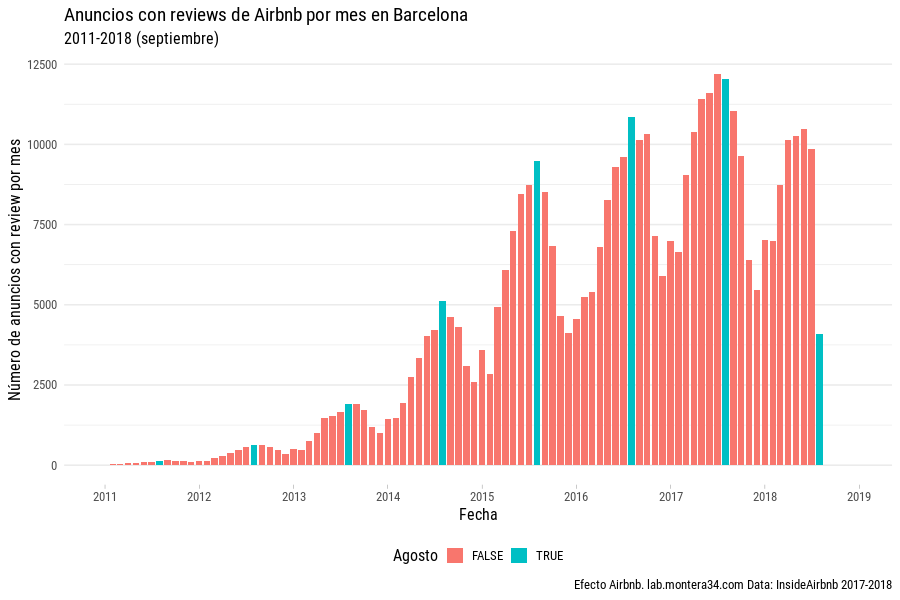 Anuncios con reviews de Airbnb por mes en Barcelona
2011-2018 (septiembre)
Número de anuncios con review por mes
12500
10000
7500
5000
2500
0
2011 2012 2013 2014 2015 2016 2017 2018 2019
Fecha
Agosto FALSE TRUE
Efecto Airbnb. lab.montera34.com Data: InsideAirbnb 2017-2018